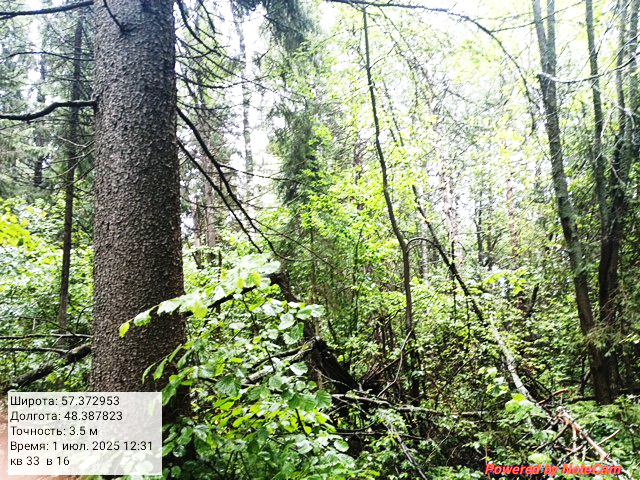 Широта: 57.372953
Долгота: 48.387823
Точность: 3.5 м
Время: 1 июл. 2025 12:31
кв 33 в 16
Powered by NoteCam